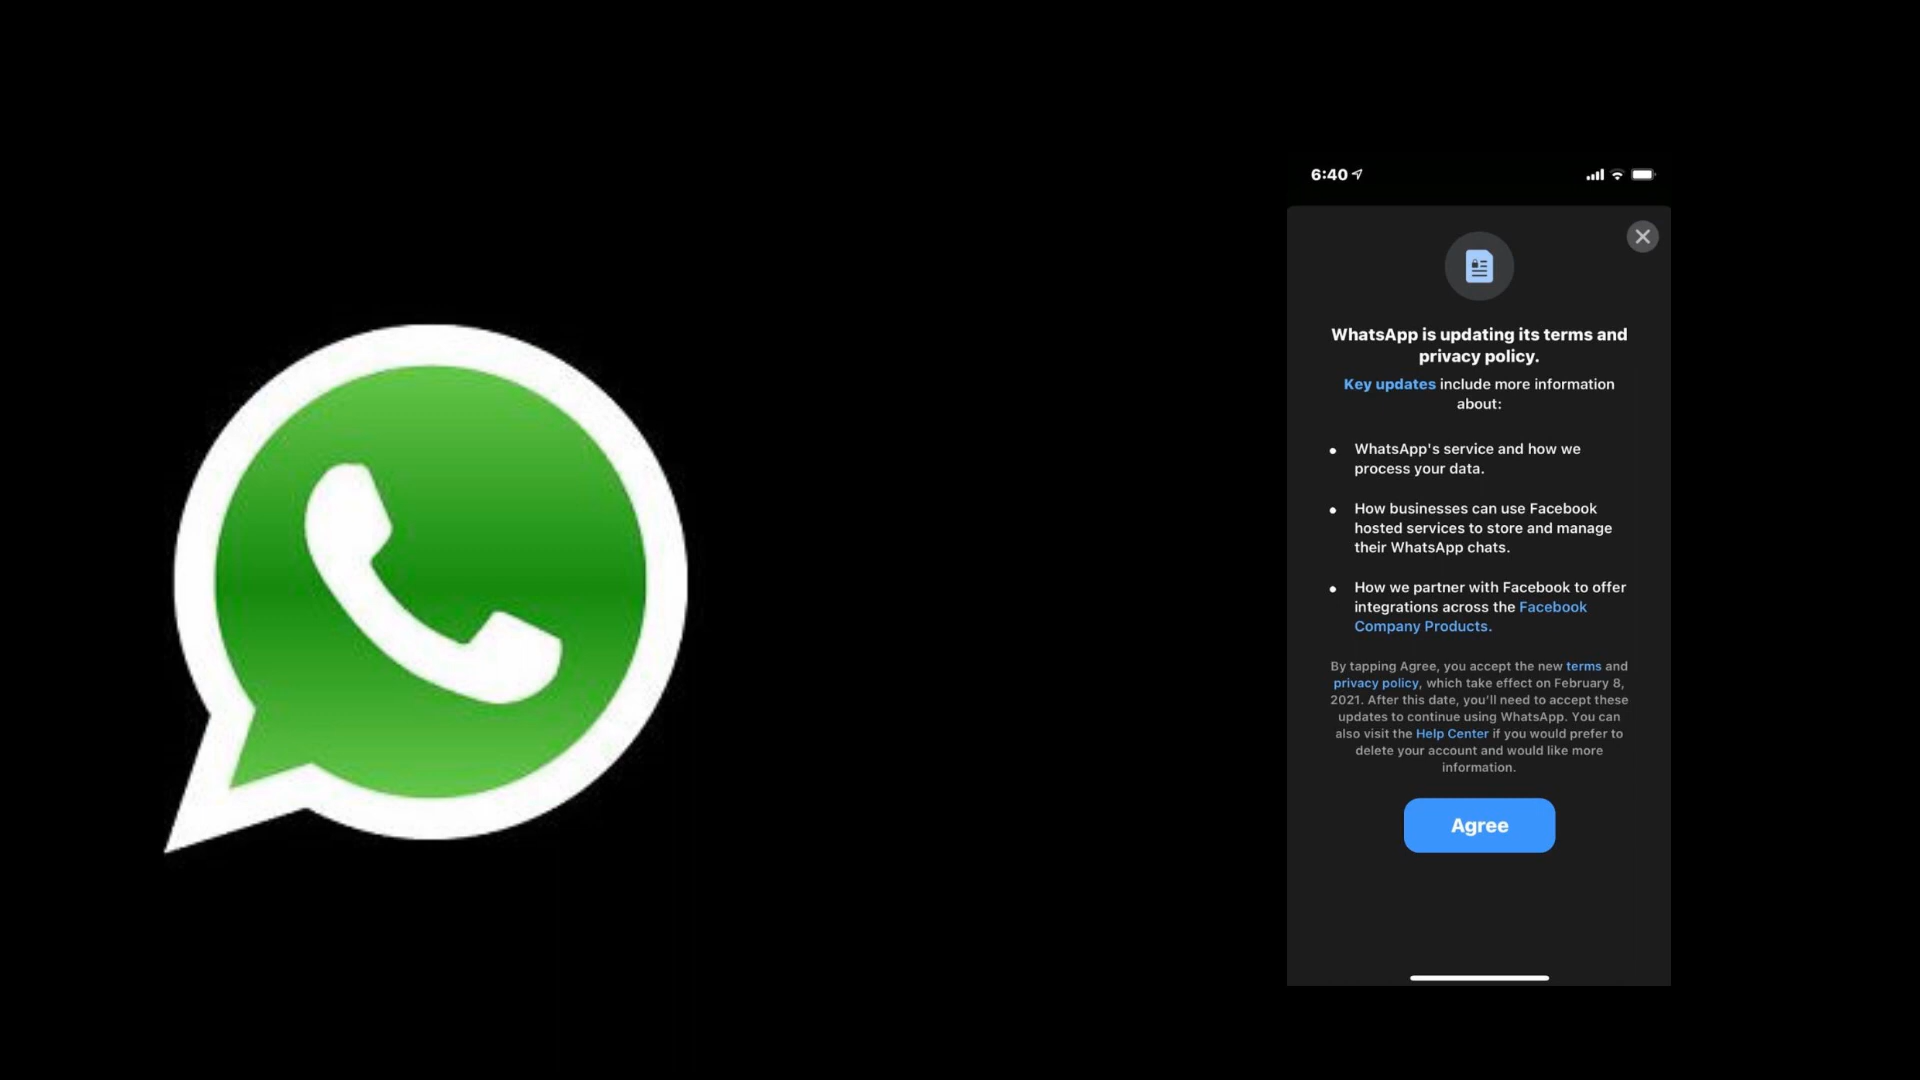 6:40
WhatsApp is updating its terms and
privacy policy.
Key updates include more information
about:
• WhatsApp's service and how we
process your data.
• How businesses can use Facebook
hosted services to store and manage
their WhatsApp chats.
• How we partner with Facebook to offer
integrations across the Facebook
Company Products.
By tapping Agree, you accept the new terms and
privacy policy, which take effect on February 8,
2021. After this date, you'll need to accept these
updates to continue using WhatsApp. You can
also visit the Help Center if you would prefer to
delete your account and would like more
information.
Agree